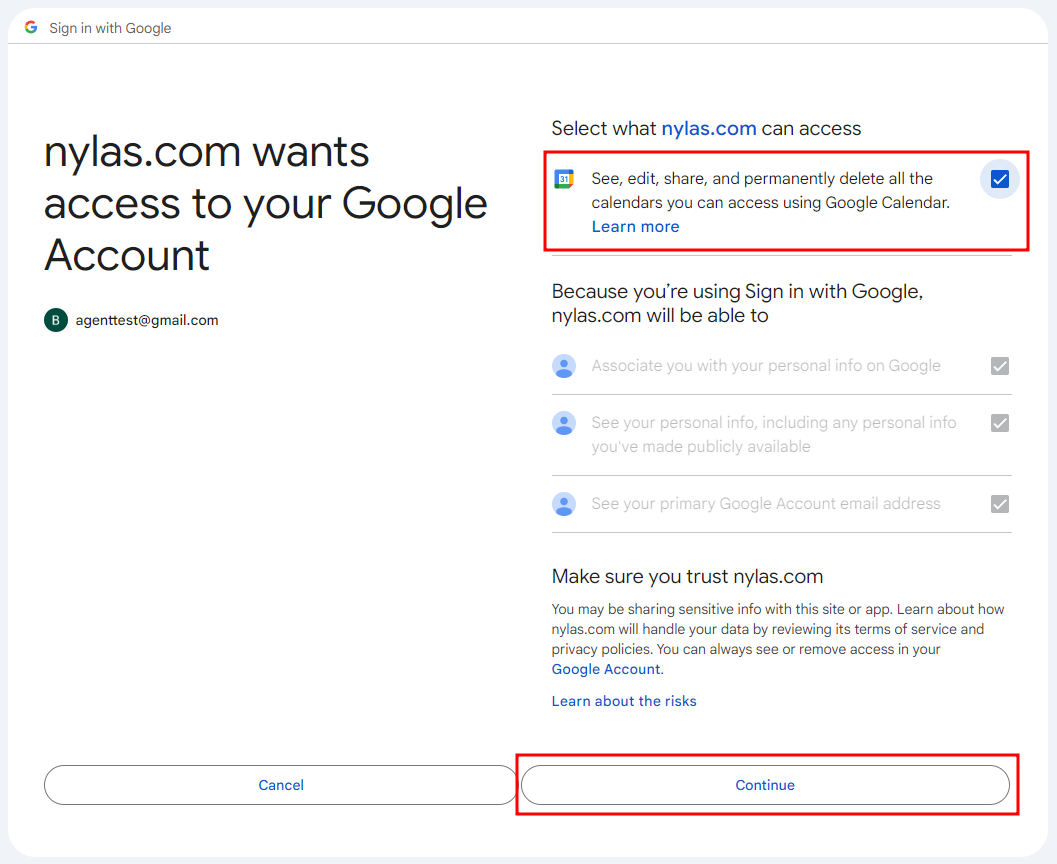 Sign in with Google
nylas.com wants
access to your Google
Account
B agenttest@gmail.com
Select what nylas.com can access
31
See, edit, share, and permanently delete all the
calendars you can access using Google Calendar.
Learn more
Because you’re using Sign in with Google,
nylas.com will be able to
Associate you with your personal info on Google
See your personal info, including any personal info
you've made publicly available
See your primary Google Account email address
Make sure you trust nylas.com
You may be sharing sensitive info with this site or app. Learn about how
nylas.com will handle your data by reviewing its terms of service and
privacy policies. You can always see or remove access in your
Google Account.
Learn about the risks
Cancel
Continue